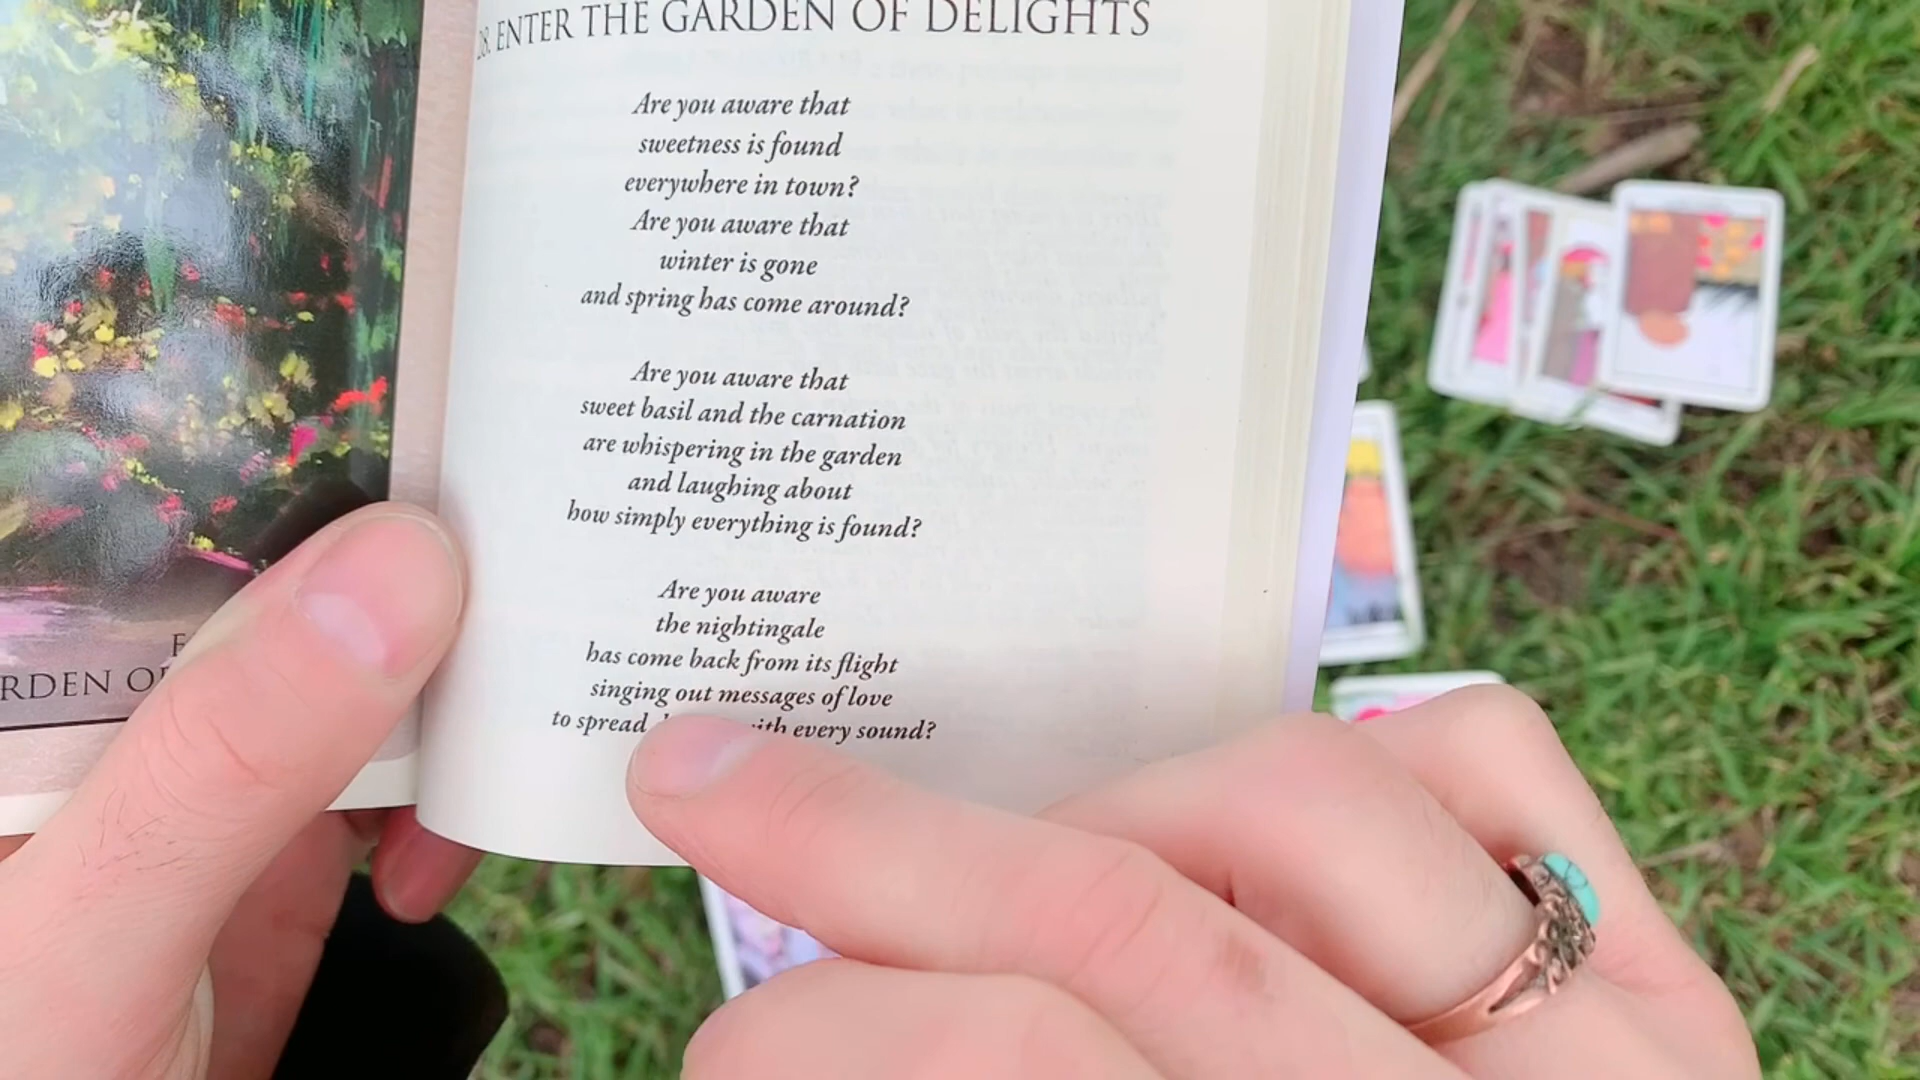 28. ENTER THE GARDEN OF DELIGHTS
Are you aware that
sweetness is found
everywhere in town?
Are you aware that
winter is gone
and spring has come around?
Are you aware that
sweet basil and the carnation
are whispering in the garden
and laughing about
how simply everything is found?
Are you aware
the nightingale
has come back from its flight
singing out messages of love
to spread with every sound?
RDEN OF